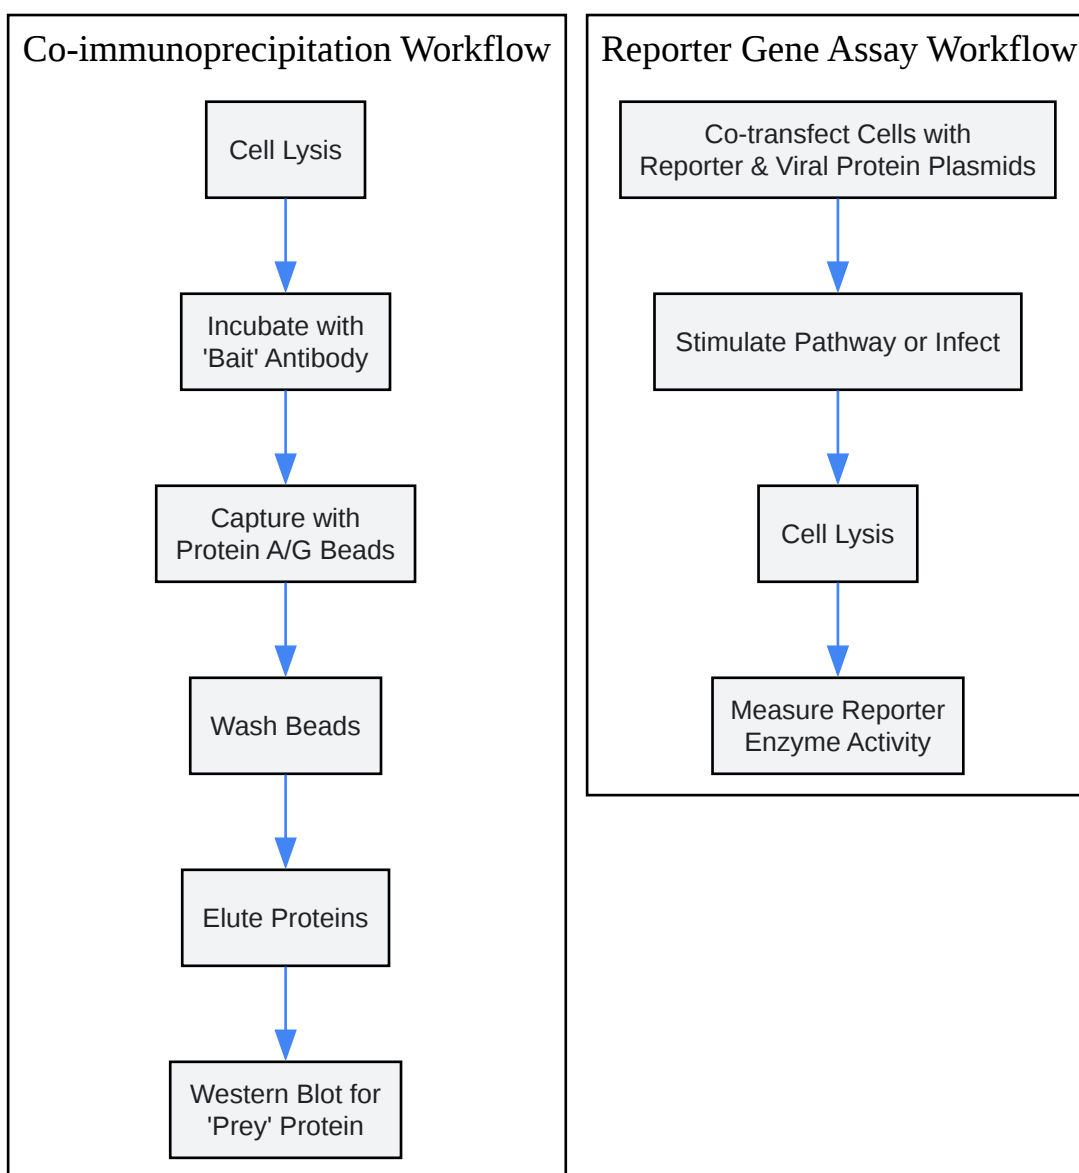 Co-immunoprecipitation Workflow
Cell Lysis
Incubate with
'Bait' Antibody
Capture with
Protein A/G Beads
Wash Beads
Elute Proteins
Western Blot for
'Prey' Protein
Reporter Gene Assay Workflow
Co-transfect Cells with
Reporter & Viral Protein Plasmids
Stimulate Pathway or Infect
Cell Lysis
Measure Reporter
Enzyme Activity